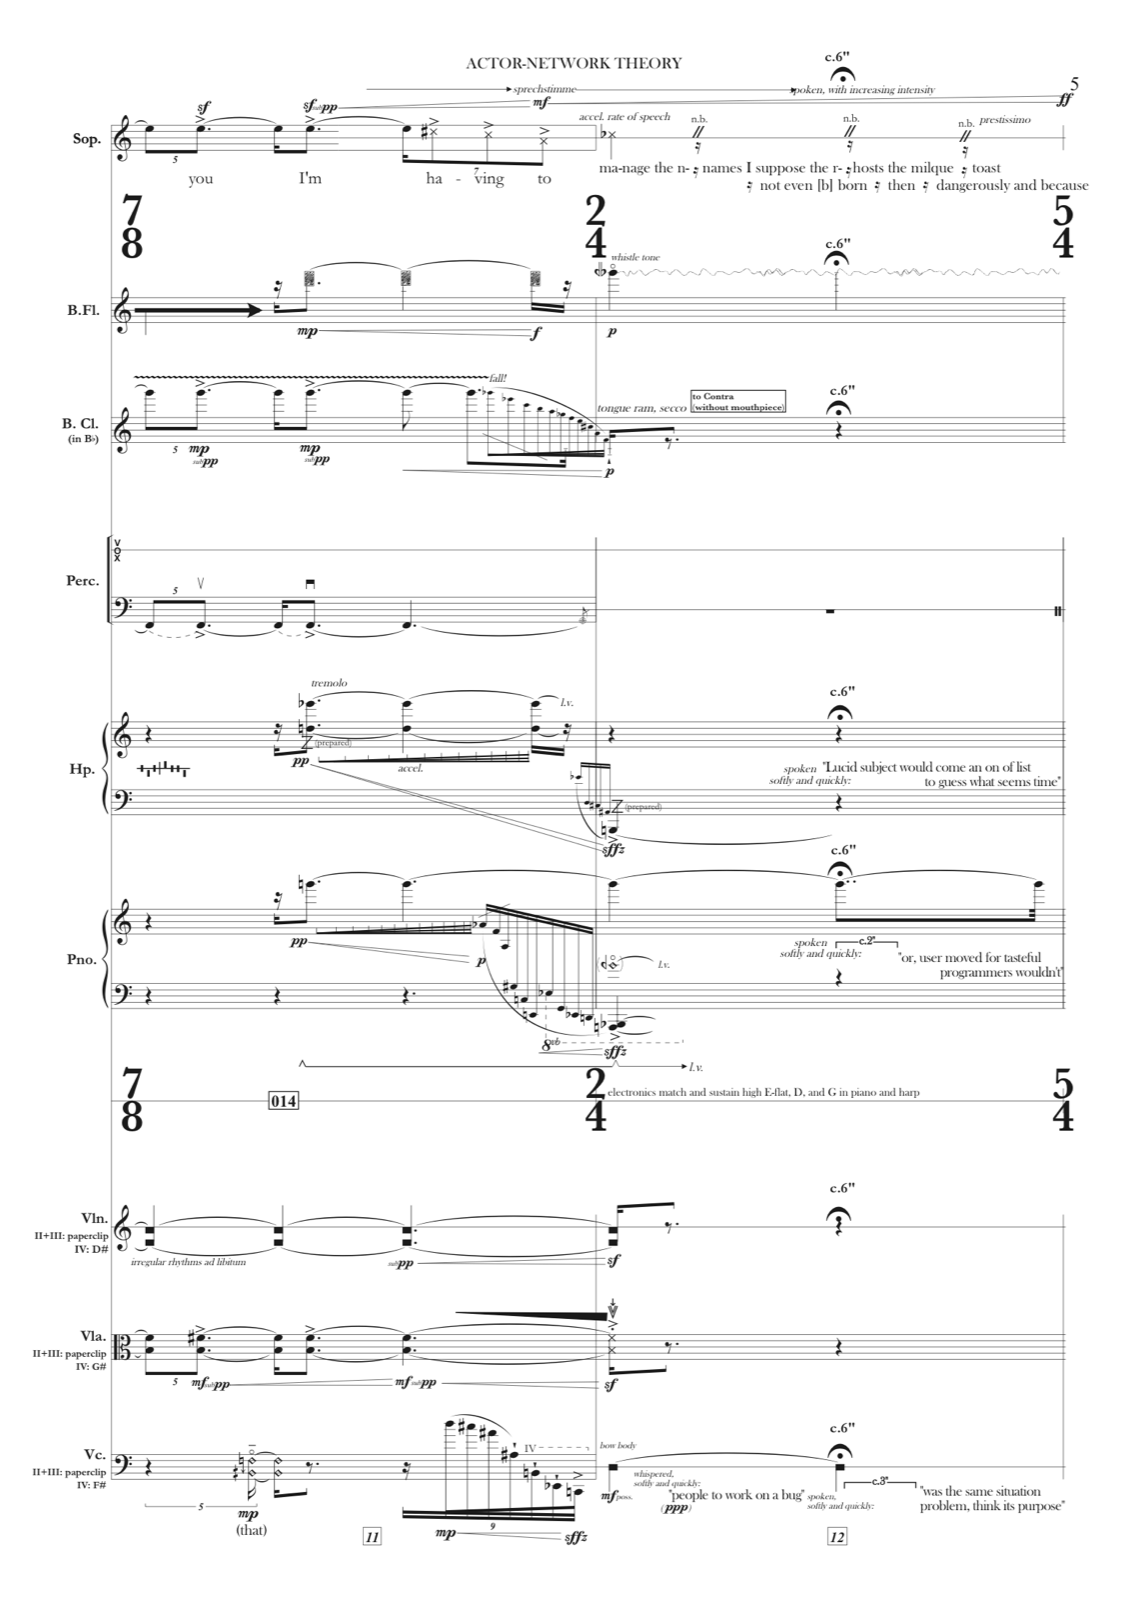 ACTOR-NETWORK THEORY
c.6"
5
sprechstimme
spoken, with increasing intensity
sf sf sub pp mf ff
accel. rate of speech n.b. n.b. n.b. prestissimo
Sop.
5 7
you I'm ha - ving to ma-nage the n- names I suppose the r- hosts the milque toast
not even [b] born then dangerously and because
7 8 2 4 5 4
c.6"
whistle tone
B.Fl.
mp f p
fall!
c.6"
to Contra
(without mouthpiece)
tongue ram, secco
B. Cl.
(in B♭)
5 mp sub pp mp sub pp p
VOX
Perc.
5
tremolo
c.6"
l.v.
(prepared)
pp accel.
Hp.
spoken softly and quickly: "Lucid subject would come an on of list
to guess what seems time"
(prepared)
sffz
c.6"
pp p
spoken softly and quickly: c.2"
Pno.
l.v.
"or, user moved for tasteful
programmers wouldn't"
8vb
sffz
l.v.
7 8 2 4 5 4
014
electronics match and sustain high E-flat, D, and G in piano and harp
c.6"
Vln.
II+III: paperclip
IV: D#
irregular rhythms ad libitum
sub pp sf
Vla.
II+III: paperclip
IV: G#
5 mf sub pp mf sub pp sf
c.6"
Vc.
II+III: paperclip
IV: F#
IV
bow body
whispered, softly and quickly:
mf poss. (ppp) "people to work on a bug"
spoken, softly and quickly: c.3"
"was the same situation
problem, think its purpose"
5 mp
(that)
9
mp sffz
11 12